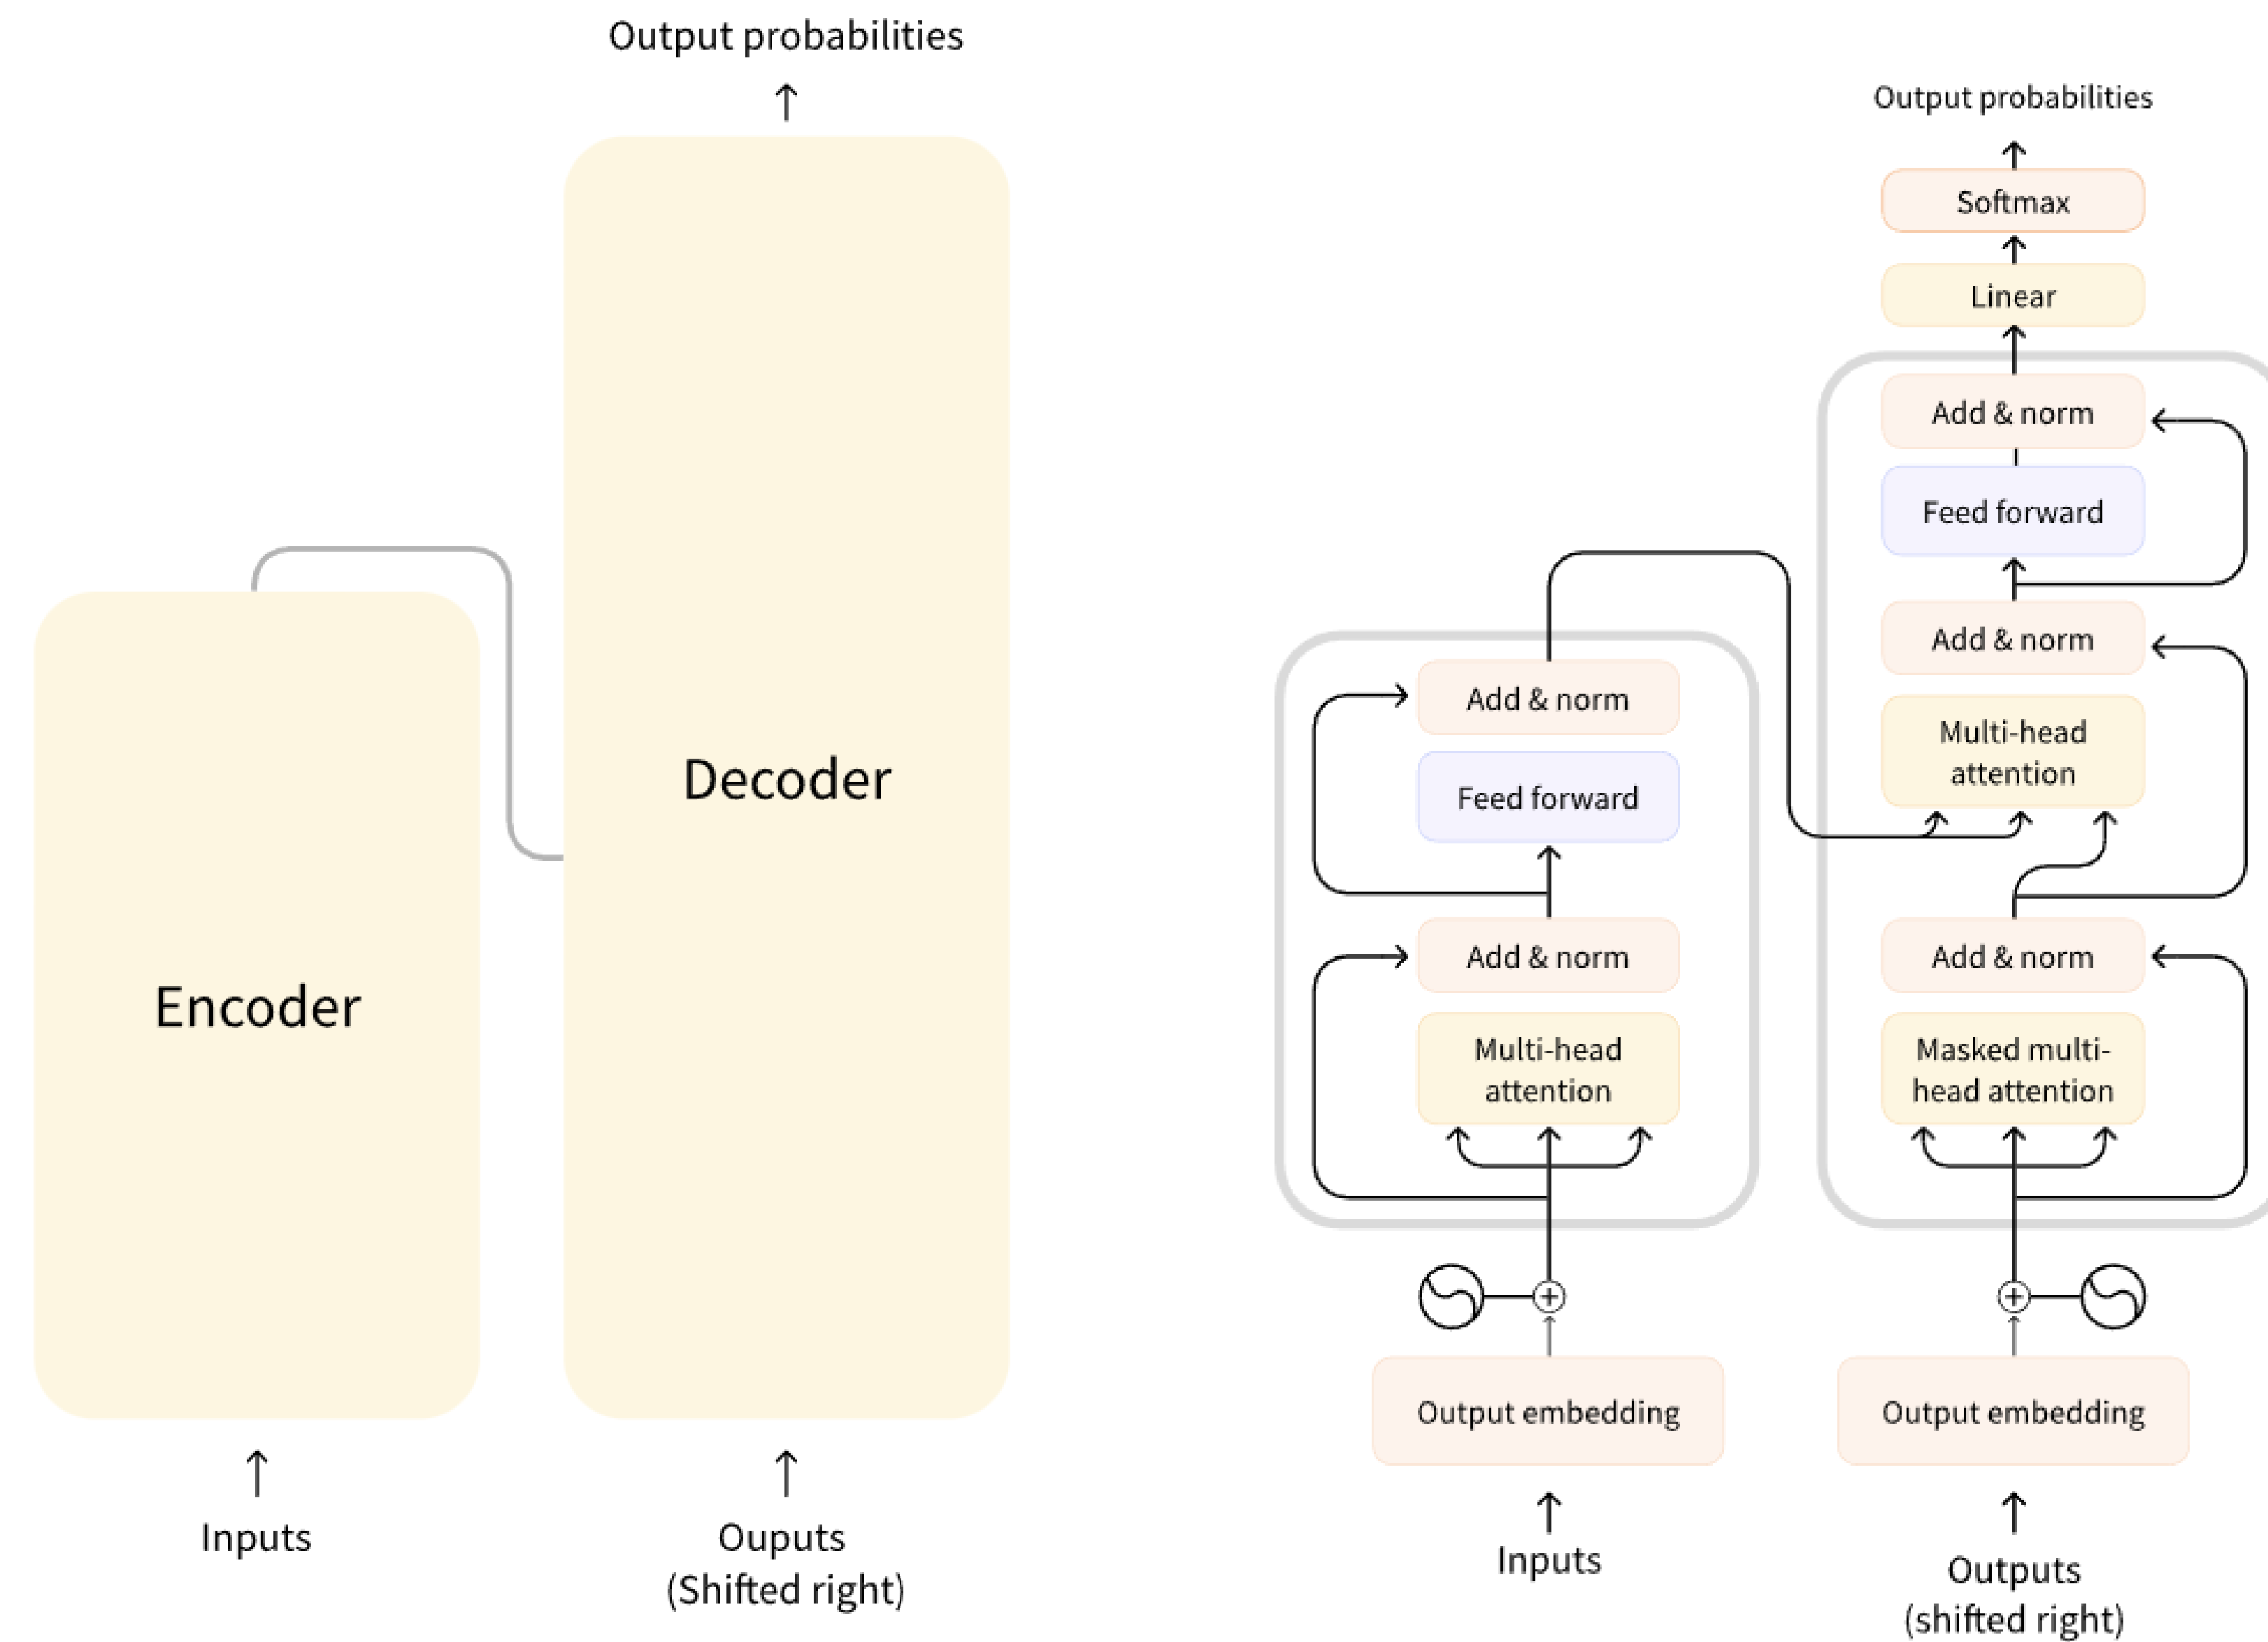 Output probabilities
Decoder
Encoder
Inputs
Ouputs
(Shifted right)
Output probabilities
Softmax
Linear
Add & norm
Feed forward
Add & norm
Multi-head
attention
Add & norm
Masked multi-
head attention
Output embedding
Outputs
(shifted right)
Add & norm
Feed forward
Add & norm
Multi-head
attention
Output embedding
Inputs